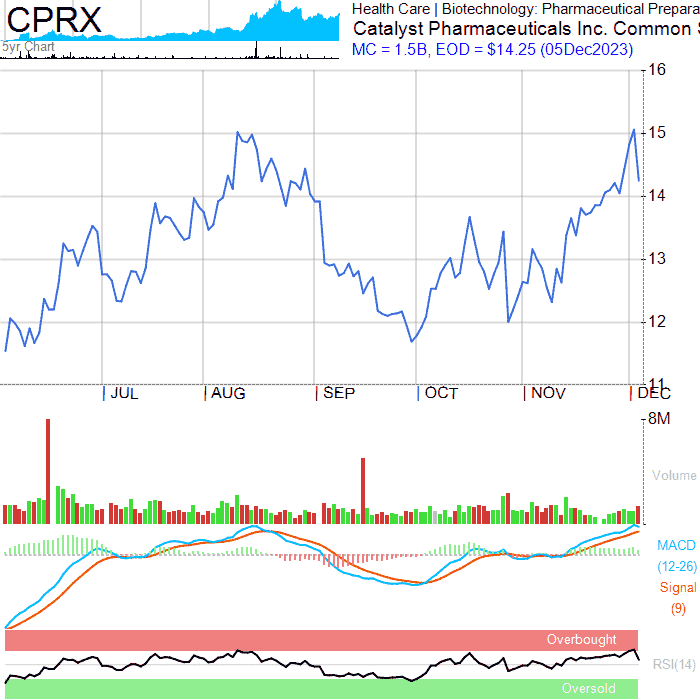 CPRX
5yr Chart
Health Care | Biotechnology: Pharmaceutical Prepara
Catalyst Pharmaceuticals Inc. Common S
MC = 1.5B, EOD = $14.25 (05Dec2023)
16
15
14
13
12
11
JUL AUG SEP OCT NOV DEC
8M
Volume
MACD
(12-26)
Signal
(9)
Overbought
RSI(14)
Oversold